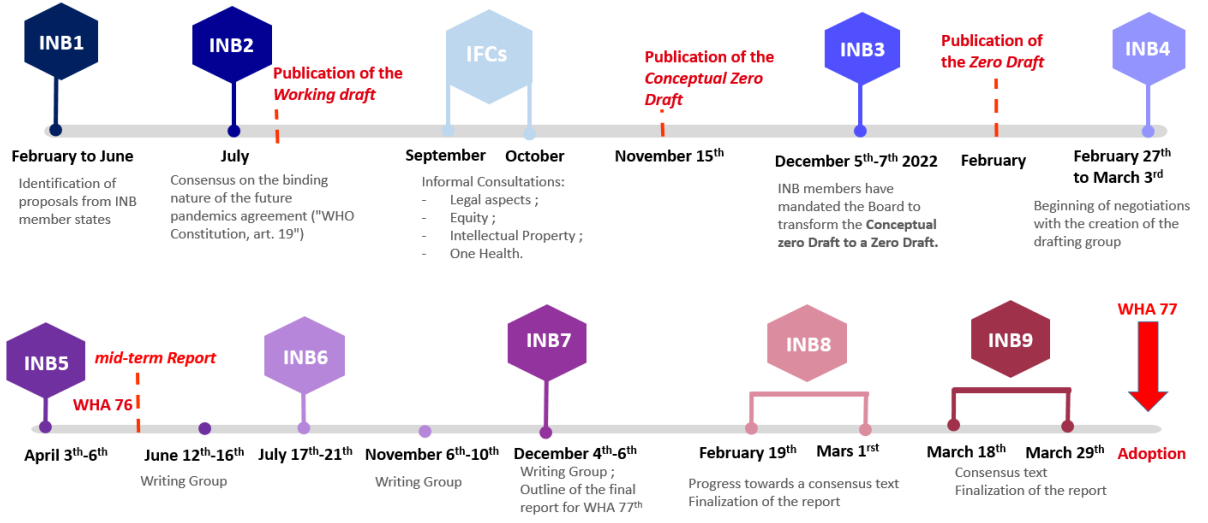 INB1
February to June
Identification of
proposals from INB
member states
INB2
July
Consensus on the binding
nature of the future
pandemics agreement ("WHO
Constitution, art. 19")
Publication of the
Working draft
IFCs
September
October
Informal Consultations:
- Legal aspects ;
- Equity ;
- Intellectual Property ;
- One Health.
Publication of the
Conceptual Zero
Draft
November 15th
INB3
December 5th-7th 2022
INB members have
mandated the Board to
transform the Conceptual
zero Draft to a Zero Draft.
Publication of
the Zero Draft
February
INB4
February 27th
to March 3rd
Beginning of negotiations
with the creation of the
drafting group
INB5
April 3th-6th
mid-term Report
WHA 76
June 12th-16th
Writing Group
INB6
July 17th-21th
November 6th-10th
Writing Group
INB7
December 4th-6th
Writing Group ;
Outline of the final
report for WHA 77th
INB8
February 19th
Mars 1rst
Progress towards a consensus text
Finalization of the report
INB9
March 18th
March 29th
Consensus text
Finalization of the report
WHA 77
Adoption